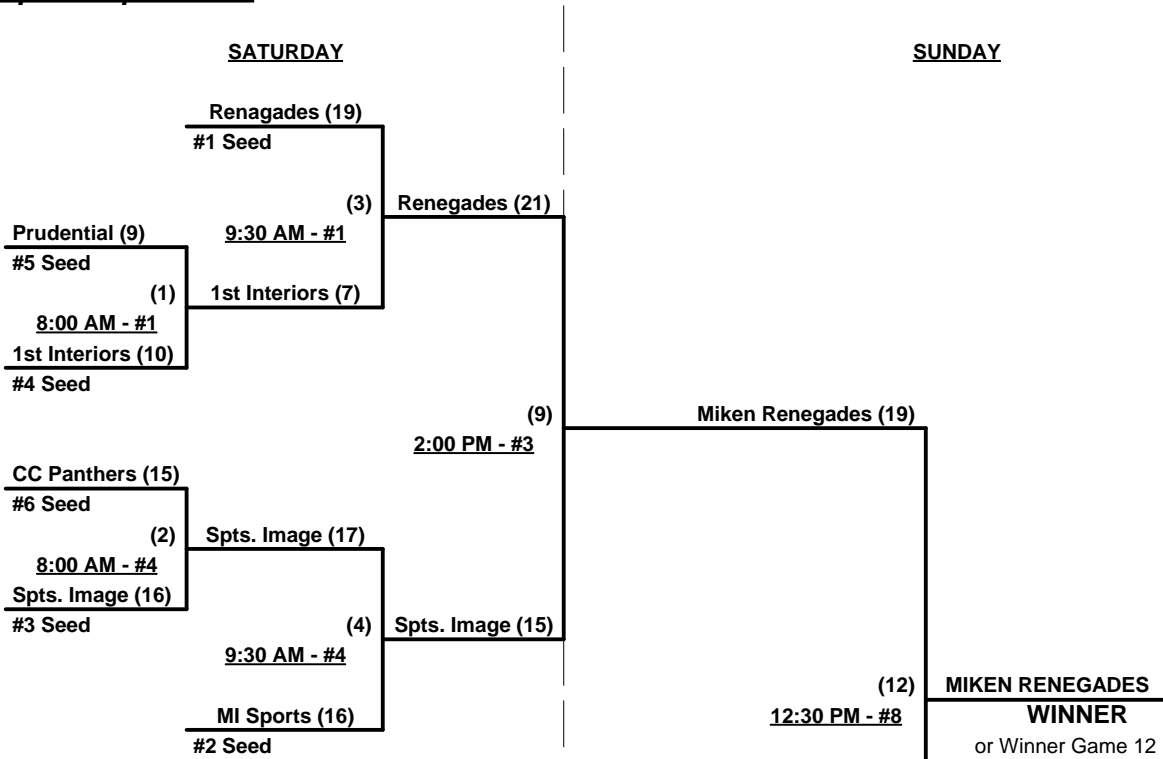 SATURDAY
SUNDAY
Renagades (19)
#1 Seed
(3)
Renegades (21)
Prudential (9)
9:30 AM - #1
#5 Seed
(1)
1st Interiors (7)
8:00 AM - #1
1st Interiors (10)
#4 Seed
(9)
Miken Renegades (19)
2:00 PM - #3
CC Panthers (15)
#6 Seed
(2)
Spts. Image (17)
8:00 AM - #4
Spts. Image (16)
#3 Seed
(4)
Spts. Image (15)
9:30 AM - #4
(12)
MIKEN RENEGADES
MI Sports (16)
12:30 PM - #8
WINNER
#2 Seed
or Winner Game 12